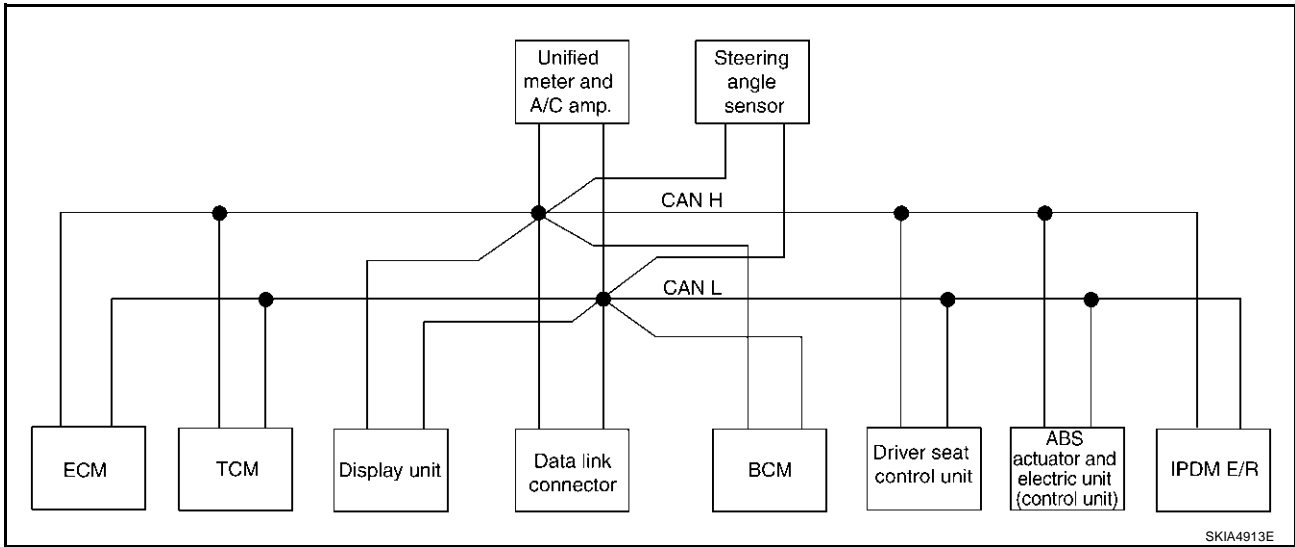 Unified
meter and
A/C amp.
Steering
angle
sensor
CAN H
CAN L
ECM
TCM
Display unit
Data link
connector
BCM
Driver seat
control unit
ABS
actuator and
electric unit
(control unit)
IPDM E/R
SKIA4913E